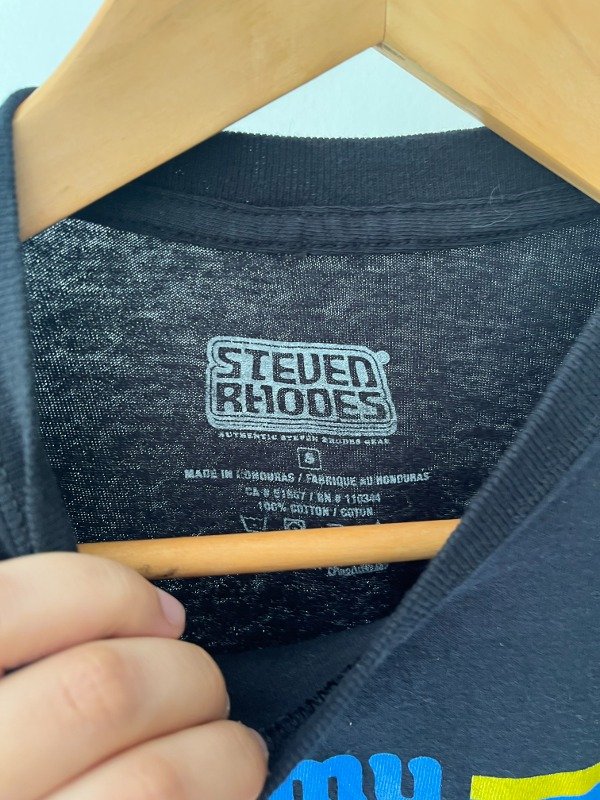 STEVEN
RHODES
AUTHENTIC STEVEN RHODES GEAR
S
MADE IN HONDURAS / FABRIQUE AU HONDURAS
CA # 51867 / RN # 110344
100% COTTON / COTON
my